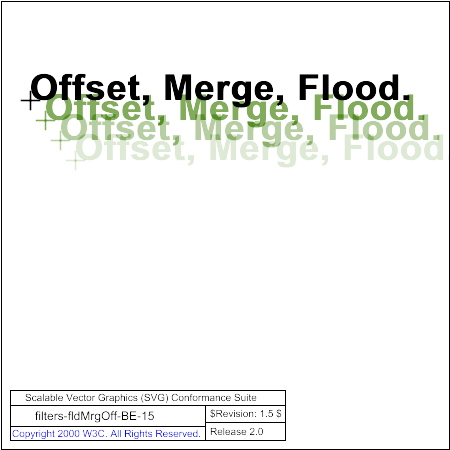 Offset, Merge, Flood.
Offset, Merge, Flood.
Offset, Merge, Flood.
Offset, Merge, Flood.
Scalable Vector Graphics (SVG) Conformance Suite
filters-fldMrgOff-BE-15
$Revision: 1.5 $
Copyright 2000 W3C. All Rights Reserved.
Release 2.0